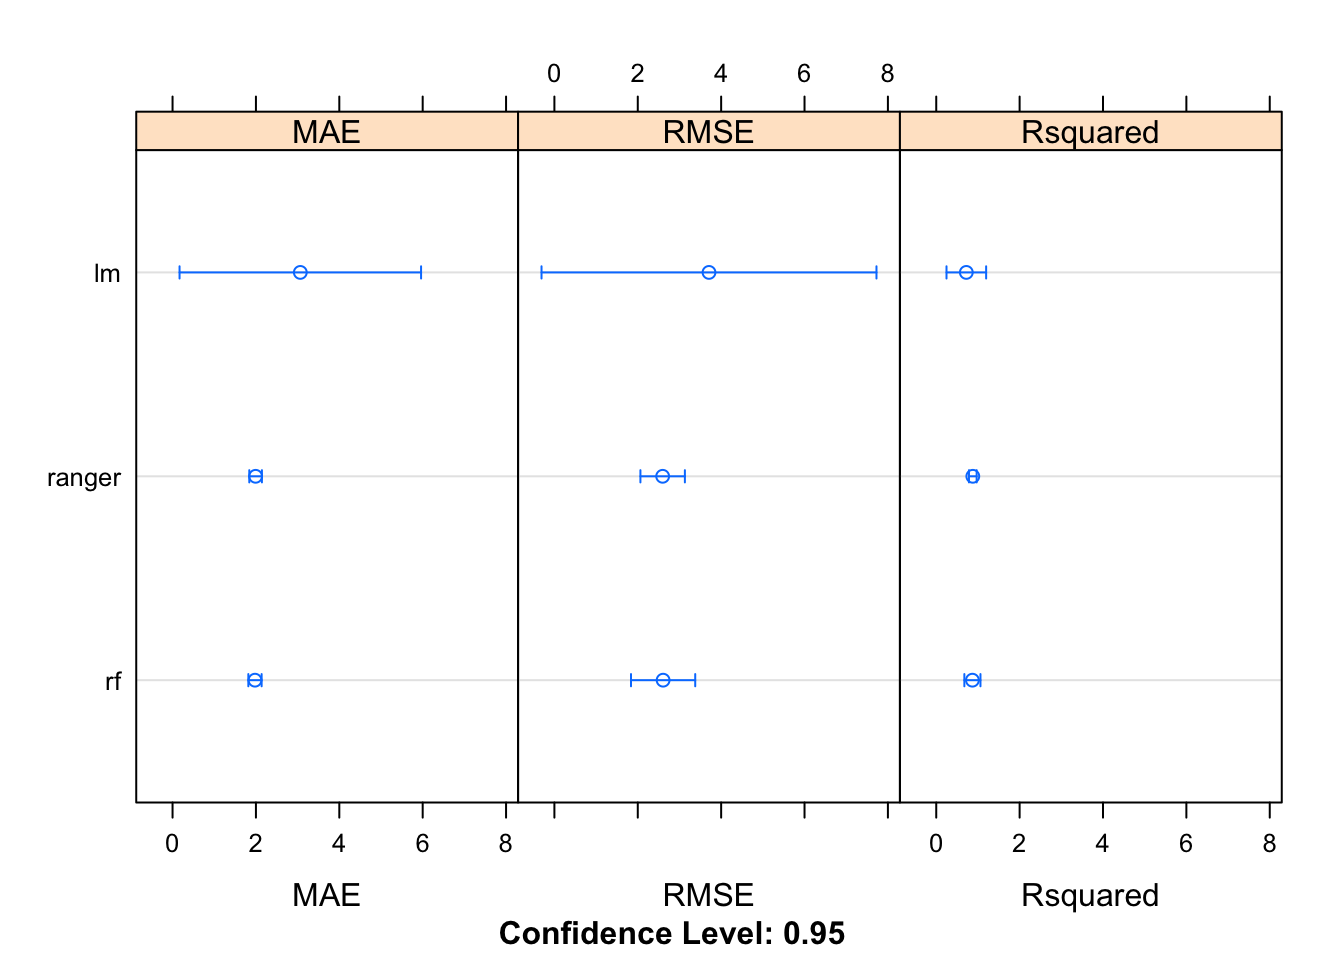 0 2 4 6 8
MAE RMSE Rsquared
lm
ranger
rf
0 2 4 6 8 0 2 4 6 8
MAE RMSE Rsquared
Confidence Level: 0.95